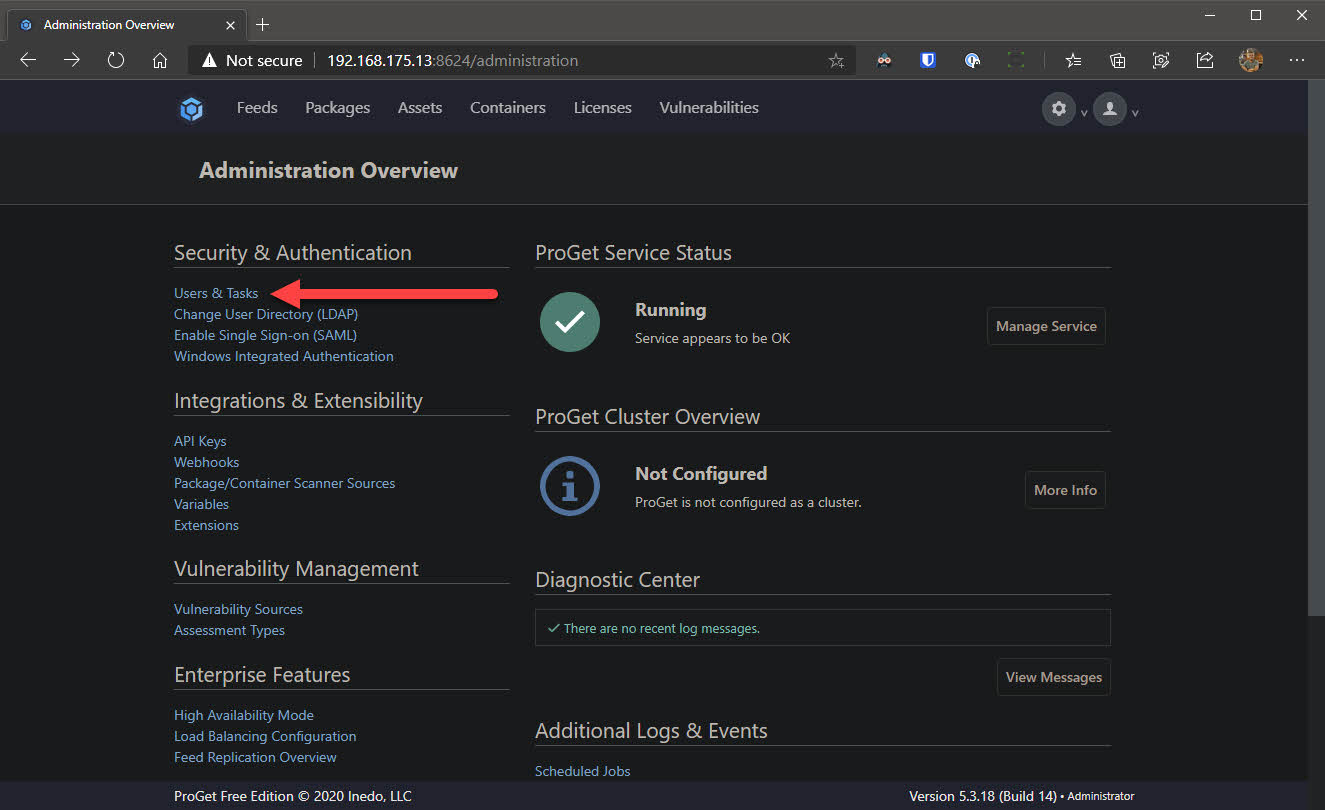 Administration Overview
Not secure
192.168.175.13:8624/administration
Feeds
Packages
Assets
Containers
Licenses
Vulnerabilities
Administration Overview
Security & Authentication
Users & Tasks
Change User Directory (LDAP)
Enable Single Sign-on (SAML)
Windows Integrated Authentication
Integrations & Extensibility
API Keys
Webhooks
Package/Container Scanner Sources
Variables
Extensions
Vulnerability Management
Vulnerability Sources
Assessment Types
Enterprise Features
High Availability Mode
Load Balancing Configuration
Feed Replication Overview
ProGet Service Status
Running
Service appears to be OK
Manage Service
ProGet Cluster Overview
Not Configured
ProGet is not configured as a cluster.
More Info
Diagnostic Center
There are no recent log messages.
View Messages
Additional Logs & Events
Scheduled Jobs
ProGet Free Edition © 2020 Inedo, LLC
Version 5.3.18 (Build 14) • Administrator